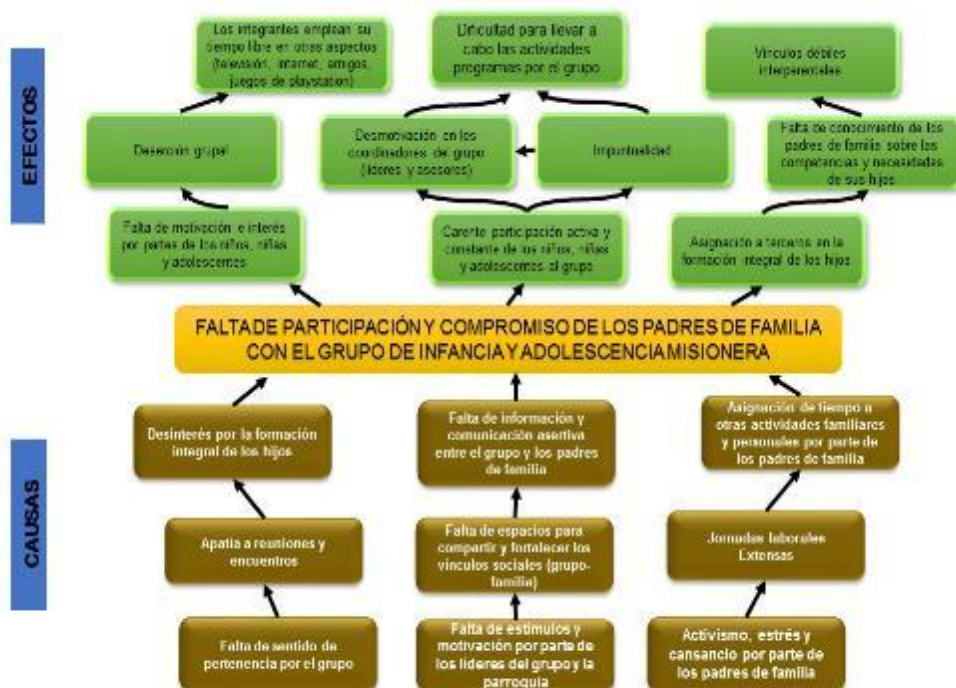 EFECTOS
Los integrantes emplean su
tiempo libre en otras aspectos
(televisión, internet, amigos,
juegos de playstation)
Dificultad para llevar a
cabo las actividades
programas por el grupo
Vínculos débiles
interparentales
Deserción grupal
Desmotivación en los
coordinadores del grupo
(líderes y asesores)
Impuntualidad
Falta de conocimiento de los
padres de familia sobre las
competencias y necesidades
de sus hijos
Falta de motivación e interés
por partes de los niños, niñas
y adolescentes
Carente participación activa y
constante de los niños, niñas
y adolescentes al grupo
Asignación a terceros en la
formación integral de los hijos
FALTA DE PARTICIPACIÓN Y COMPROMISO DE LOS PADRES DE FAMILIA
CON EL GRUPO DE INFANCIA Y ADOLESCENCIA MISIONERA
CAUSAS
Desinterés por la formación
integral de los hijos
Falta de información y
comunicación asertiva
entre el grupo y los padres
de familia
Asignación de tiempo a
otras actividades familiares
y personales por parte de
los padres de familia
Apatía a reuniones y
encuentros
Falta de espacios para
compartir y fortalecer los
vínculos sociales (grupo-
familia)
Jornadas laborales
Extensas
Falta de sentido de
pertenencia por el grupo
Falta de estímulos y
motivación por parte de
los líderes del grupo y la
parroquia
Activismo, estrés y
cansancio por parte de
los padres de familia